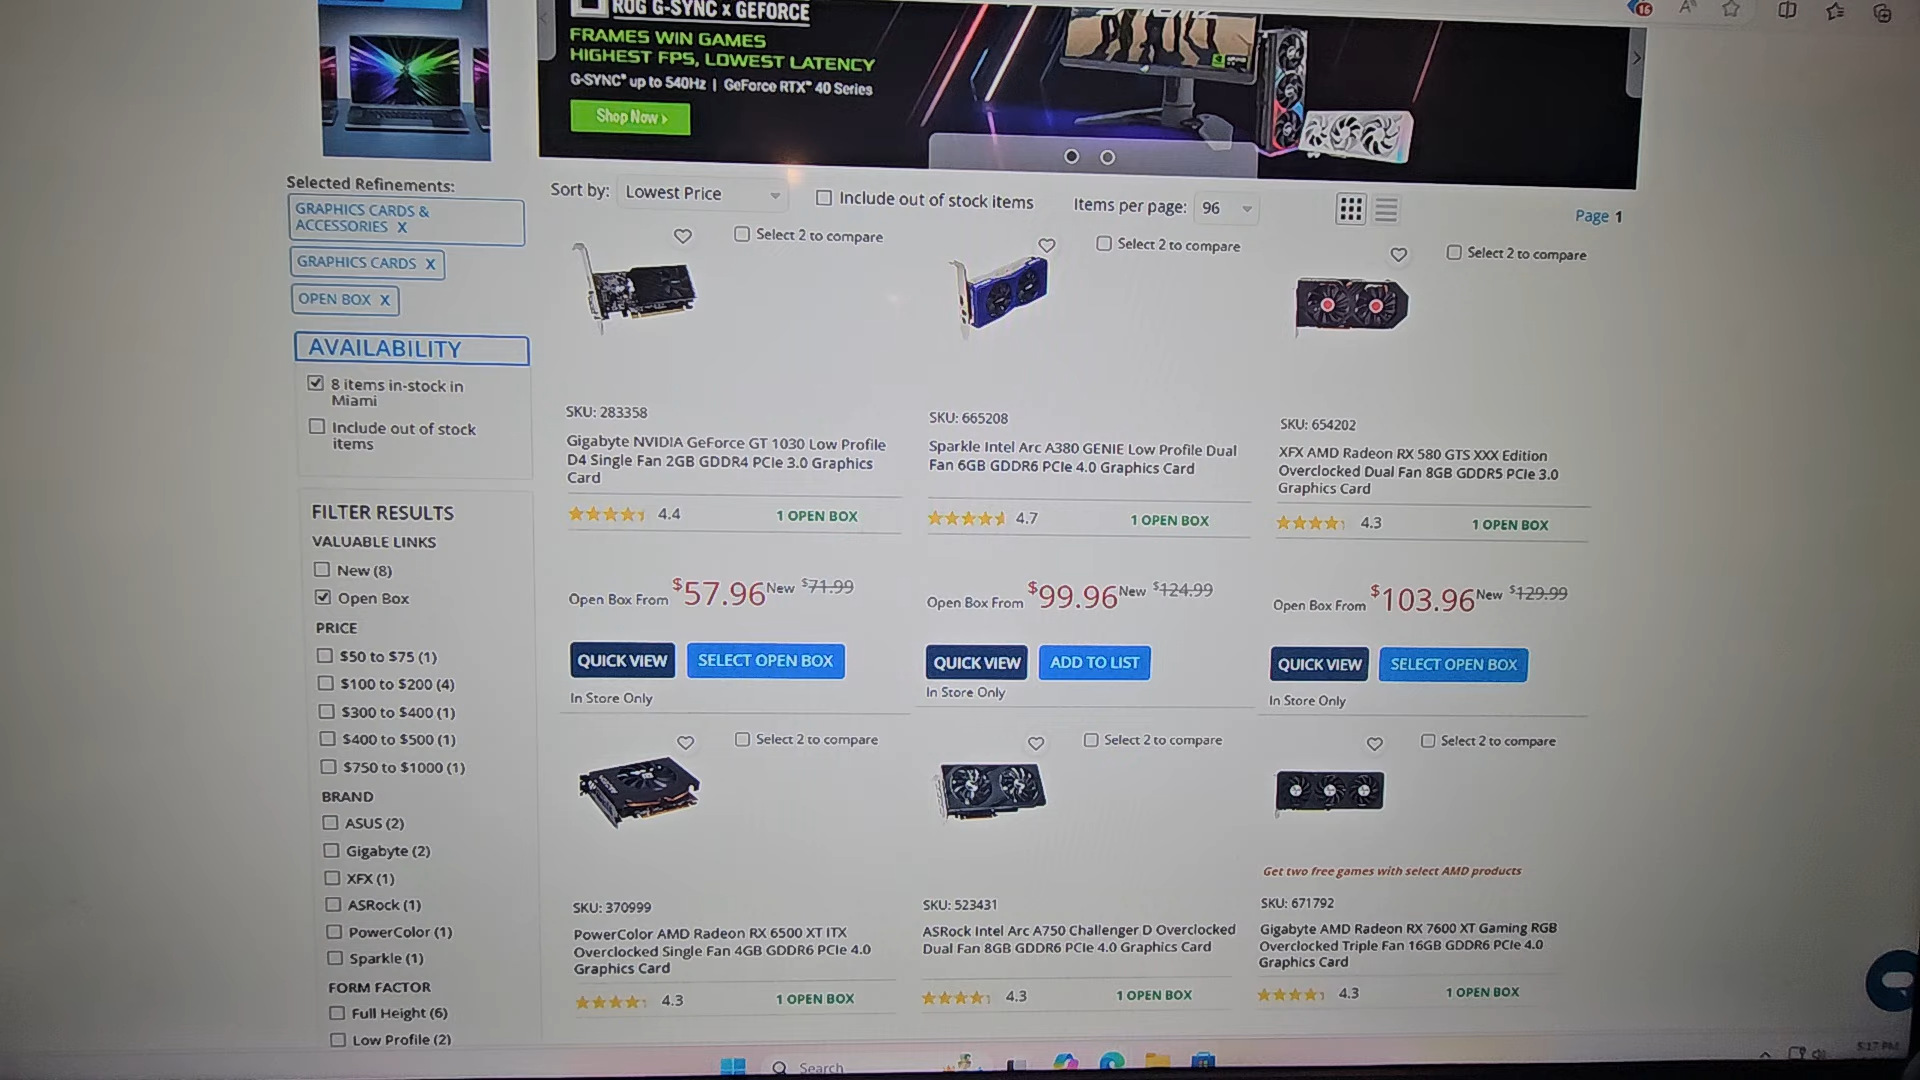 ROG G-SYNC x GEFORCE
FRAMES WIN GAMES
HIGHEST FPS, LOWEST LATENCY
G-SYNC® up to 540Hz | GeForce RTX™ 40 Series
Shop Now ›
16
Selected Refinements:
GRAPHICS CARDS &
ACCESSORIES X
GRAPHICS CARDS X
OPEN BOX X
AVAILABILITY
8 items in-stock in
Miami
Include out of stock
items
FILTER RESULTS
VALUABLE LINKS
New (8)
Open Box
PRICE
$50 to $75 (1)
$100 to $200 (4)
$300 to $400 (1)
$400 to $500 (1)
$750 to $1000 (1)
BRAND
ASUS (2)
Gigabyte (2)
XFX (1)
ASRock (1)
PowerColor (1)
Sparkle (1)
FORM FACTOR
Full Height (6)
Low Profile (2)
Sort by: Lowest Price
Include out of stock items
Items per page: 96
Page 1
Select 2 to compare
SKU: 283358
Gigabyte NVIDIA GeForce GT 1030 Low Profile
D4 Single Fan 2GB GDDR4 PCIe 3.0 Graphics
Card
4.4 1 OPEN BOX
Open Box From $57.96 New $71.99
QUICK VIEW SELECT OPEN BOX
In Store Only
Select 2 to compare
SKU: 665208
Sparkle Intel Arc A380 GENIE Low Profile Dual
Fan 6GB GDDR6 PCIe 4.0 Graphics Card
4.7 1 OPEN BOX
Open Box From $99.96 New $124.99
QUICK VIEW ADD TO LIST
In Store Only
Select 2 to compare
SKU: 654202
XFX AMD Radeon RX 580 GTS XXX Edition
Overclocked Dual Fan 8GB GDDR5 PCIe 3.0
Graphics Card
4.3 1 OPEN BOX
Open Box From $103.96 New $129.99
QUICK VIEW SELECT OPEN BOX
In Store Only
Select 2 to compare
SKU: 370999
PowerColor AMD Radeon RX 6500 XT ITX
Overclocked Single Fan 4GB GDDR6 PCIe 4.0
Graphics Card
4.3 1 OPEN BOX
Select 2 to compare
SKU: 523431
ASRock Intel Arc A750 Challenger D Overclocked
Dual Fan 8GB GDDR6 PCIe 4.0 Graphics Card
4.3 1 OPEN BOX
Select 2 to compare
Get two free games with select AMD products
SKU: 671792
Gigabyte AMD Radeon RX 7600 XT Gaming RGB
Overclocked Triple Fan 16GB GDDR6 PCIe 4.0
Graphics Card
4.3 1 OPEN BOX
Search
5:17 PM